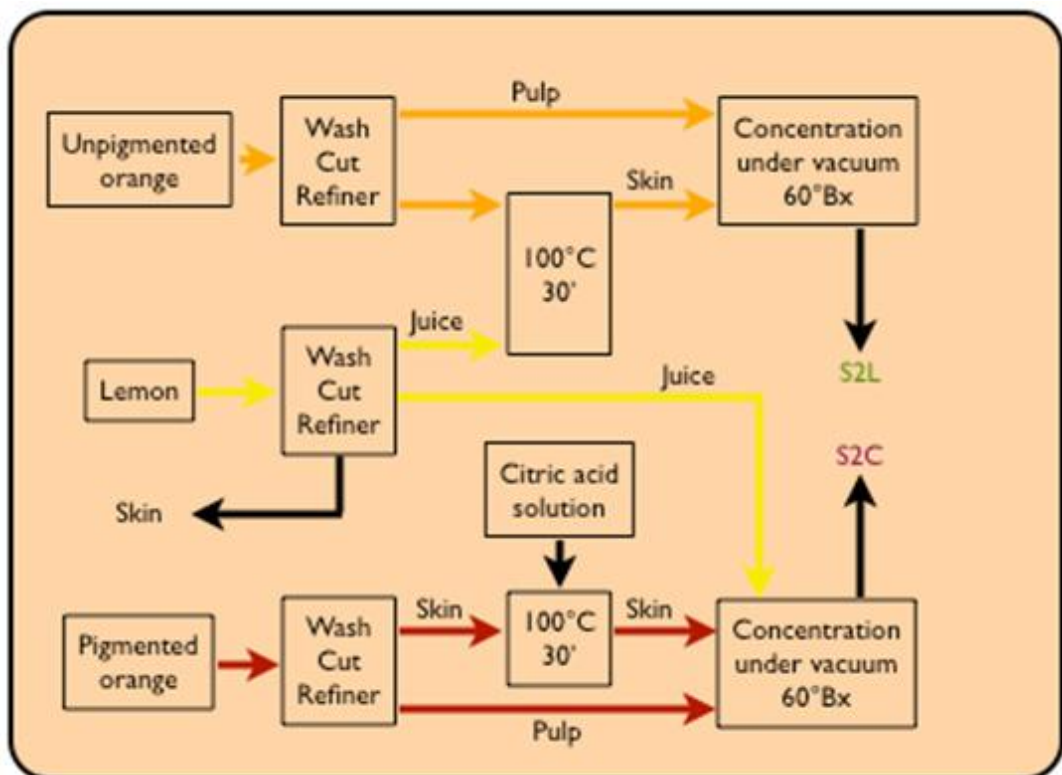 Pulp
Unpigmented
orange
Wash
Cut
Refiner
Concentration
under vacuum
60°Bx
Skin
100°C
30'
Juice
Lemon
Wash
Cut
Refiner
Juice
S2L
S2C
Skin
Citric acid
solution
Pigmented
orange
Wash
Cut
Refiner
Skin
100°C
30'
Skin
Concentration
under vacuum
60°Bx
Pulp